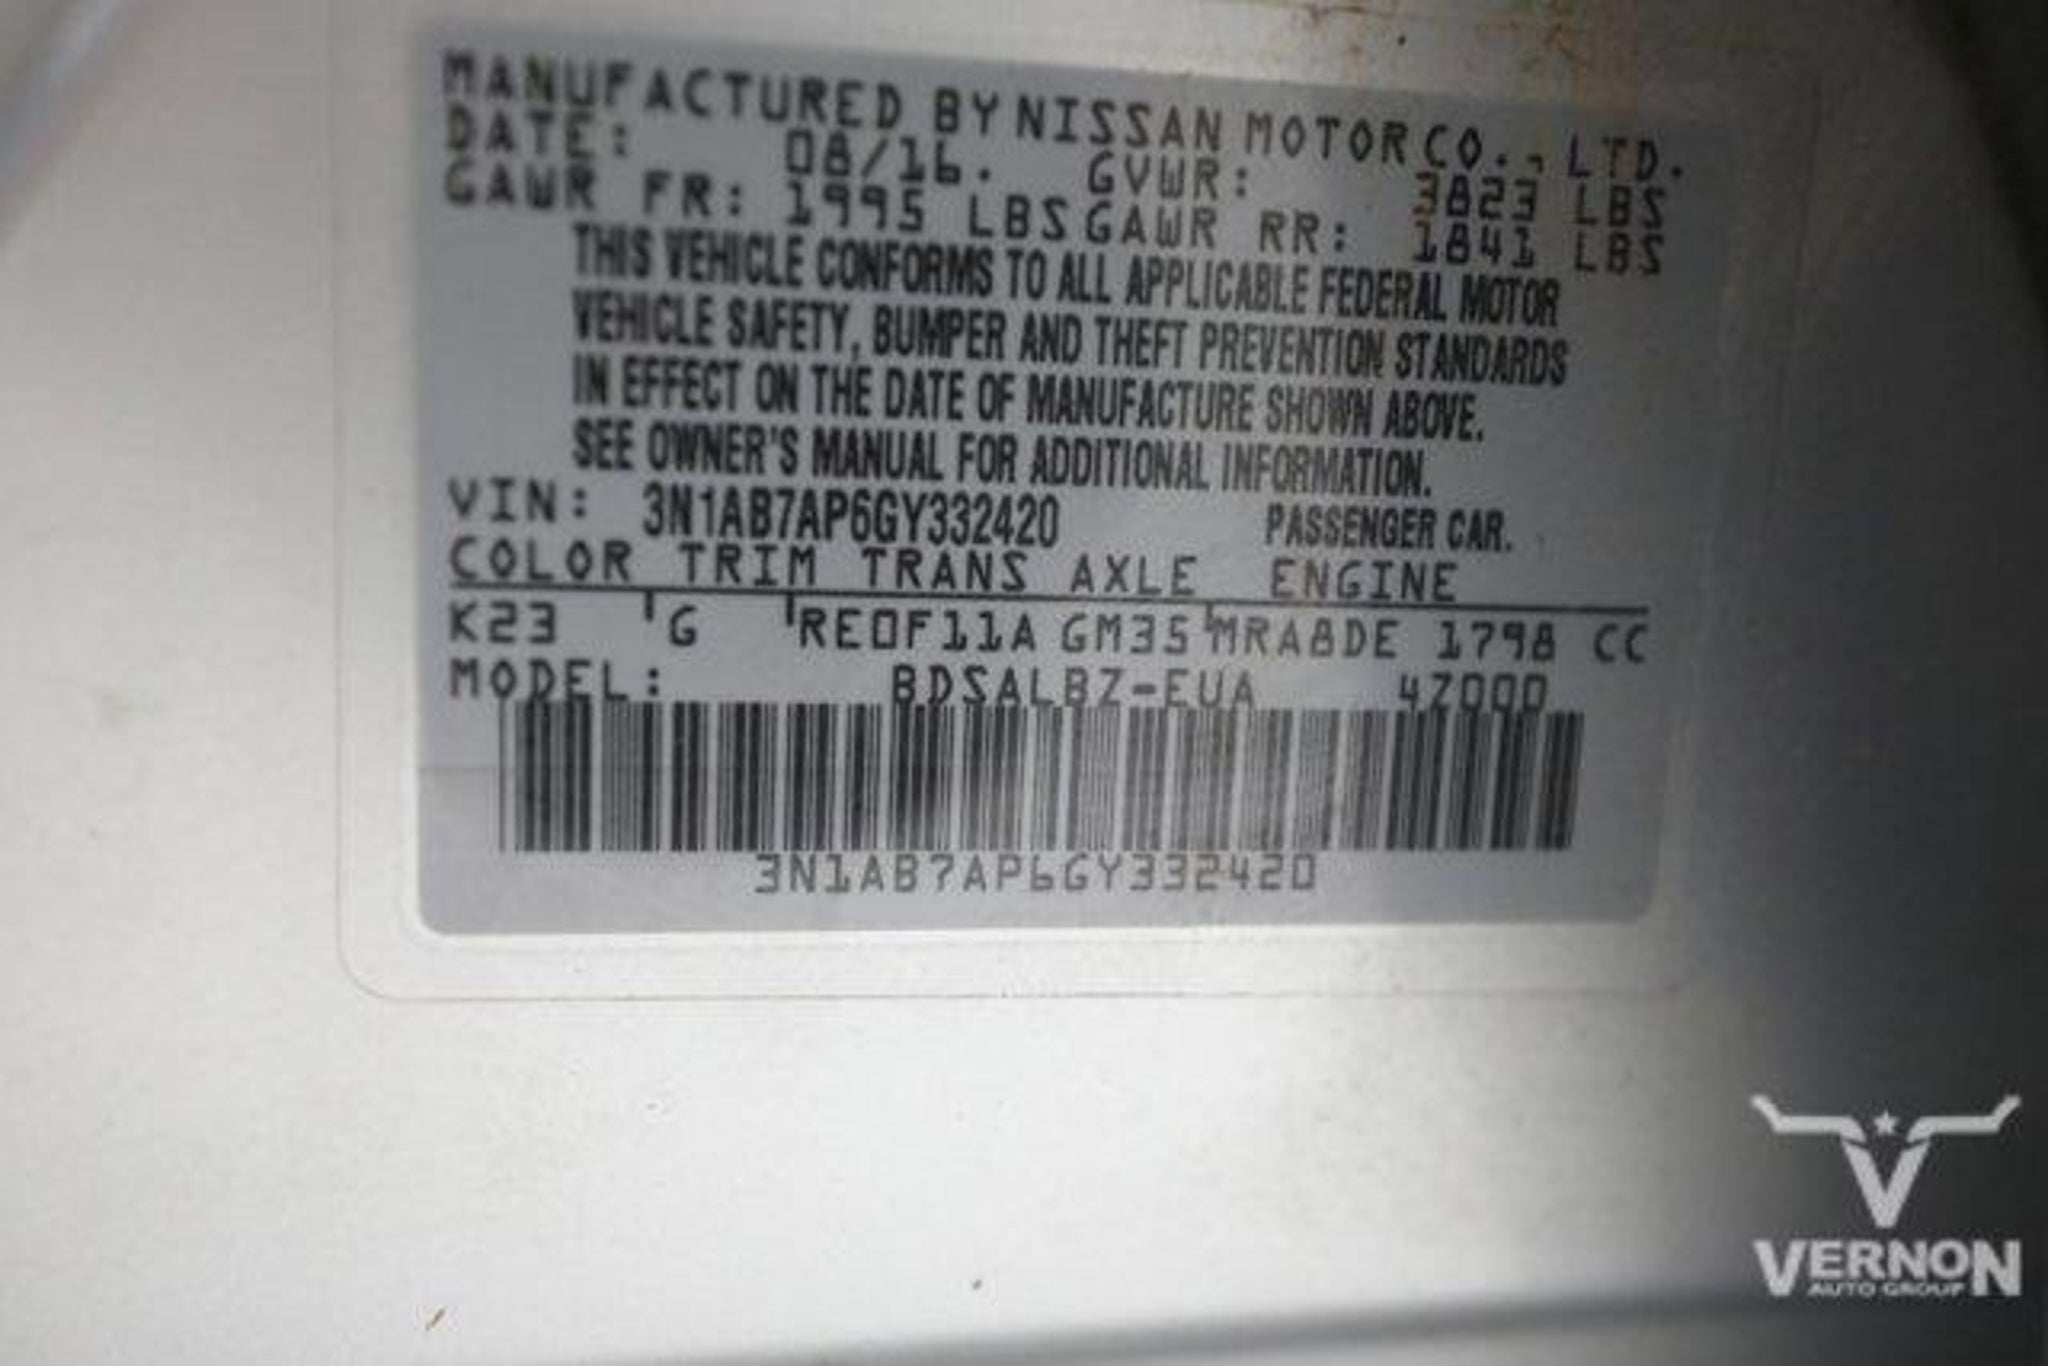 MANUFACTURED BY NISSAN MOTOR CO., LTD.
DATE: 08/16. GVWR: 3823 LBS
GAWR FR: 1995 LBS GAWR RR: 1841 LBS
THIS VEHICLE CONFORMS TO ALL APPLICABLE FEDERAL MOTOR
VEHICLE SAFETY, BUMPER AND THEFT PREVENTION STANDARDS
IN EFFECT ON THE DATE OF MANUFACTURE SHOWN ABOVE.
SEE OWNER'S MANUAL FOR ADDITIONAL INFORMATION.
VIN: 3N1AB7AP6GY332420 PASSENGER CAR.
COLOR TRIM TRANS AXLE ENGINE
K23 G RE0F11A GM35 MRA8DE 1798 CC
MODEL: BDSALBZ-EUA 4Z000
3N1AB7AP6GY332420
VERNON
AUTO GROUP